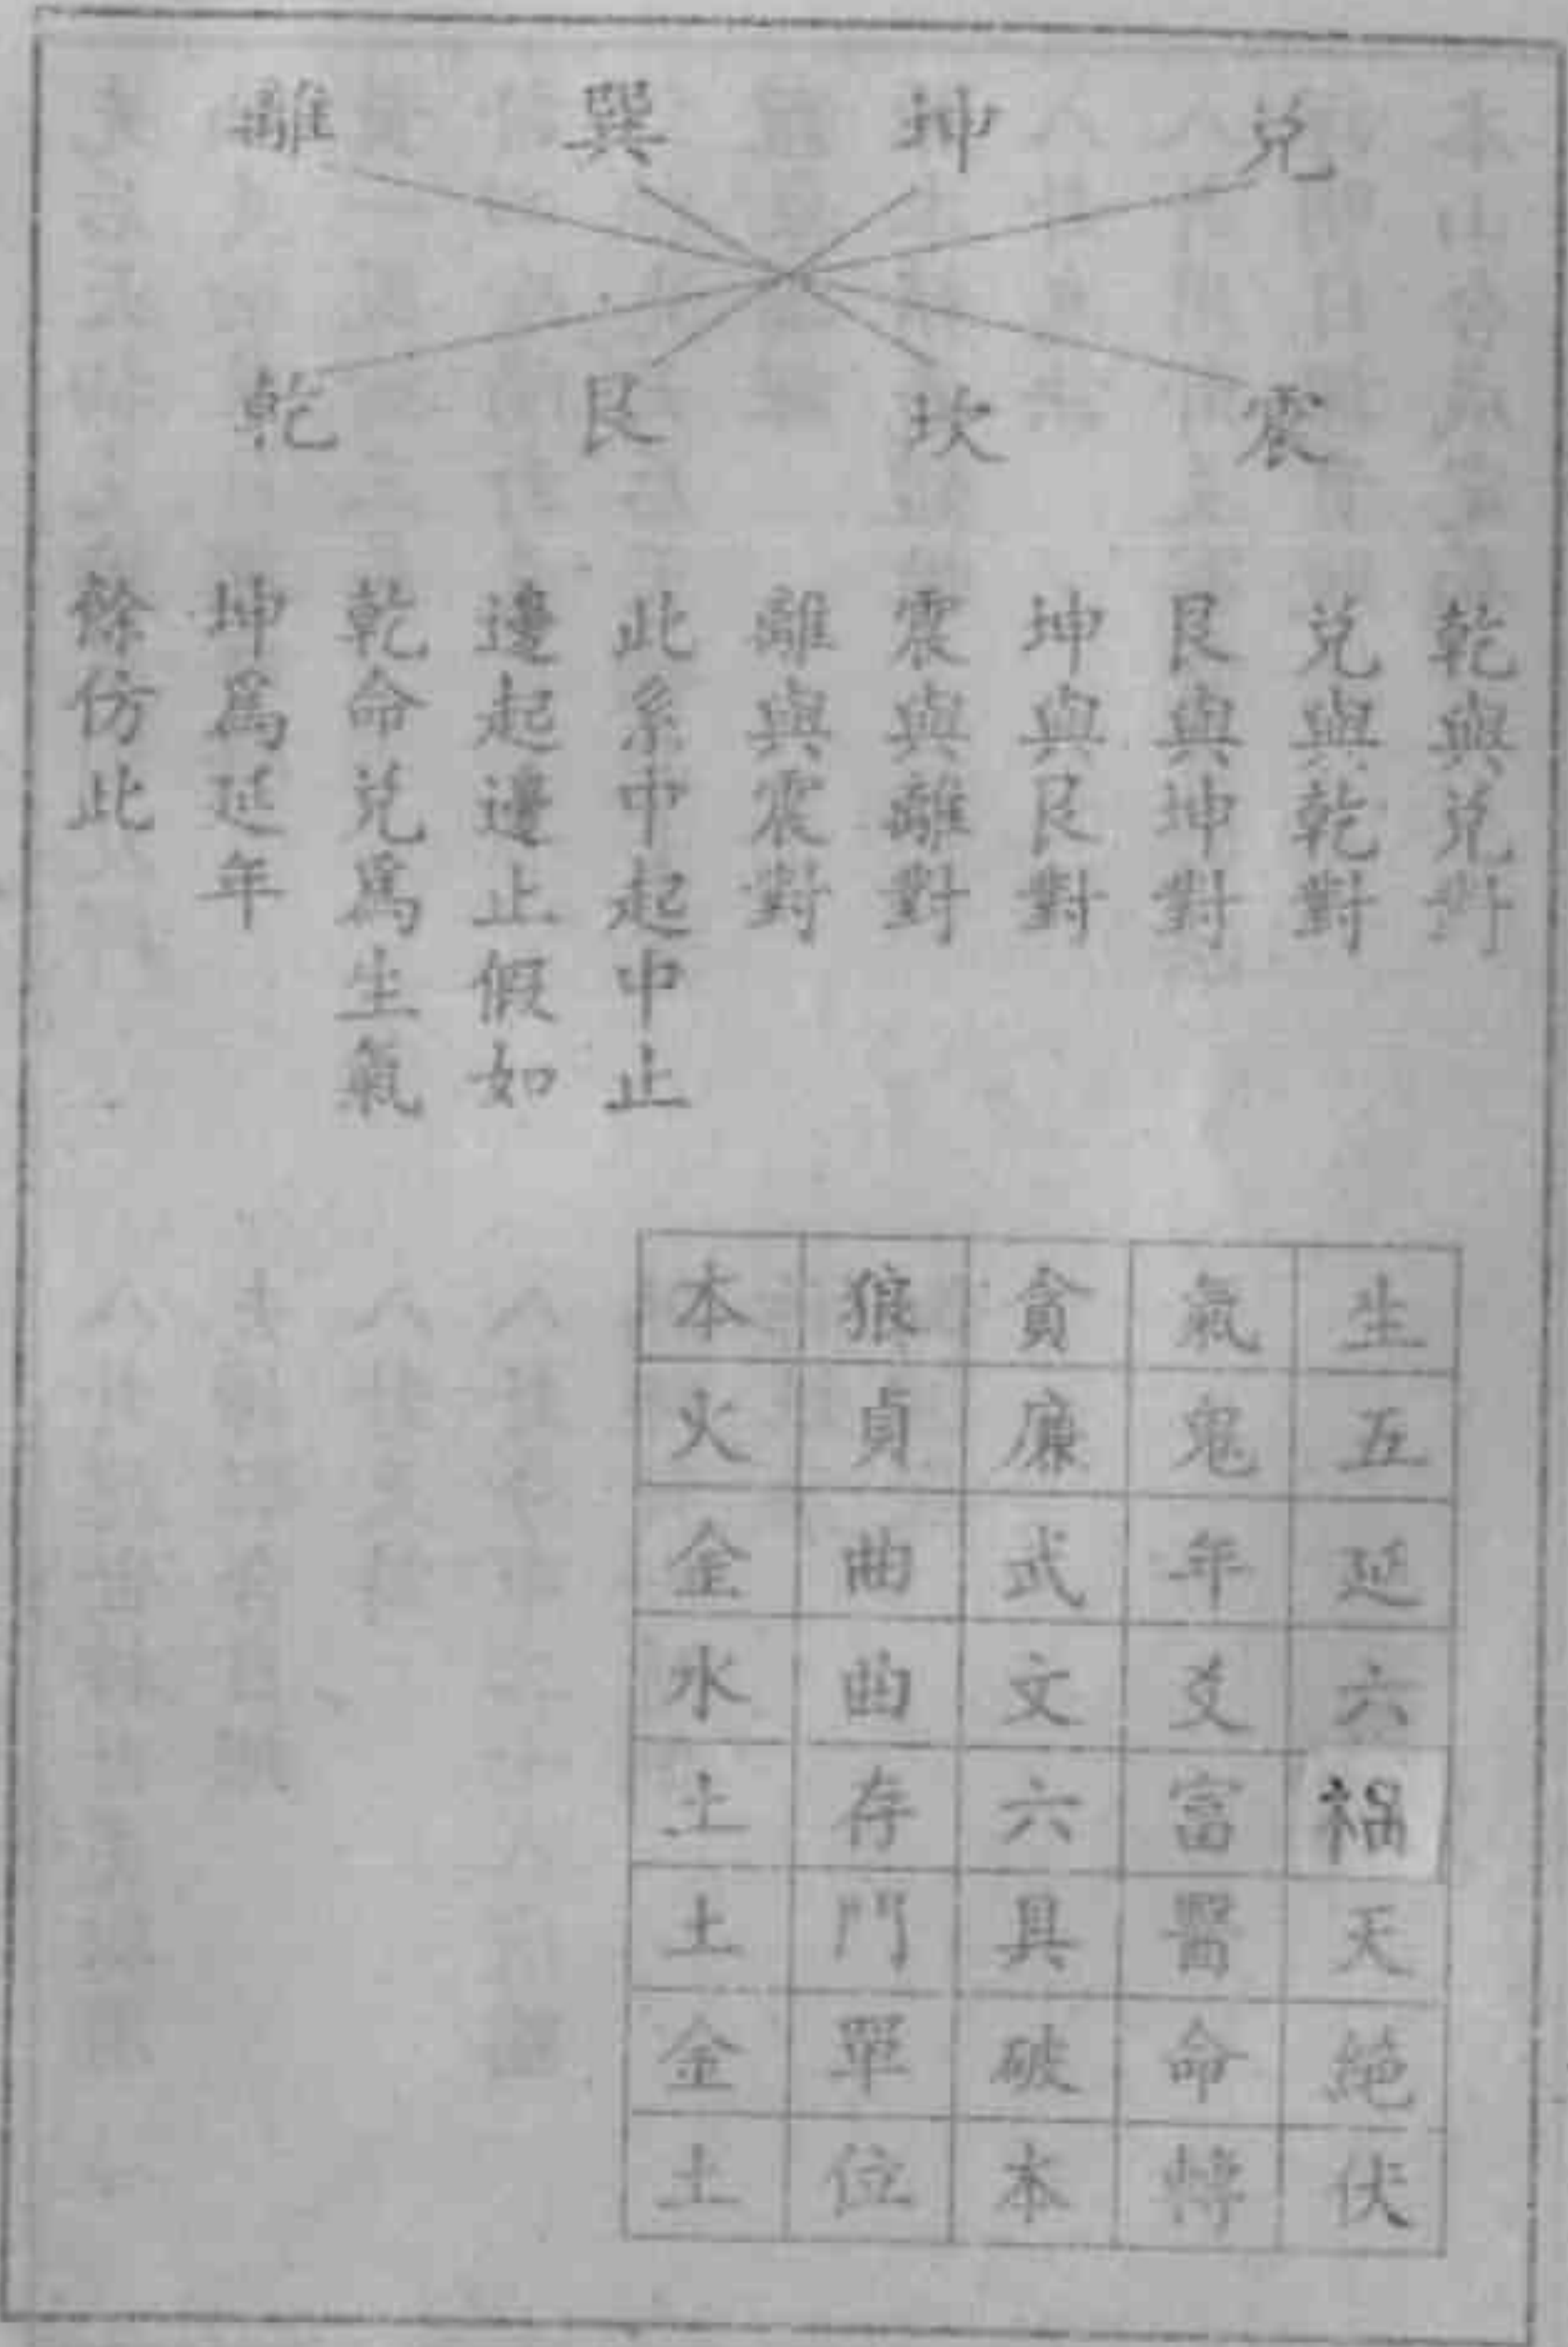 兌 坤 巽 離
震 坎 艮 乾
乾與兌對
兌與乾對
艮與坤對
坤與艮對
震與離對
離與震對
此系中起中止
邊起邊止假如
乾命兌爲生氣
坤爲延年
餘仿此
生 氣 貪 狼 本
五 鬼 廉 貞 火
延 年 武 曲 金
六 爻 文 曲 水
禍 富 六 存 土
天 醫 具 門 土
絶 命 破 單 金
伏 本 位 土